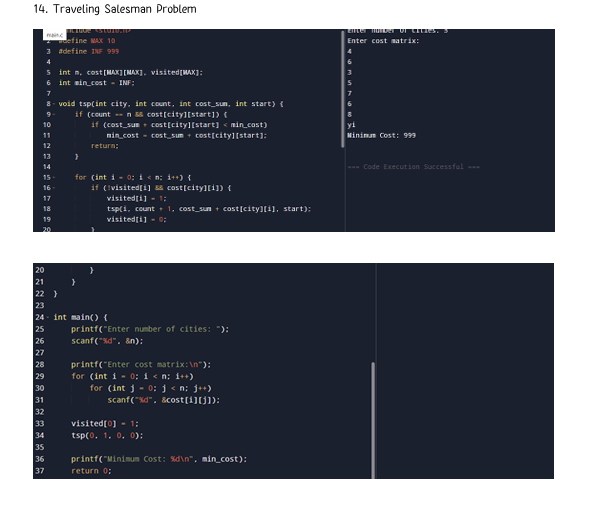 14. Traveling Salesman Problem
main.c
2 #define MAX 10
3 #define INF 999
4
5 int n, cost[MAX][MAX], visited[MAX];
6 int min_cost = INF;
7
8 - void tsp(int city, int count, int cost_sum, int start) {
9 - if (count == n && cost[city][start]) {
10 if (cost_sum + cost[city][start] < min_cost)
11 min_cost = cost_sum + cost[city][start];
12 return;
13 }
14
15 - for (int i = 0; i < n; i++) {
16 - if (!visited[i] && cost[city][i]) {
17 visited[i] = 1;
18 tsp(i, count + 1, cost_sum + cost[city][i], start);
19 visited[i] = 0;
20 }
Enter number of cities: 3
Enter cost matrix:
4
6
3
5
7
6
8
yi
Minimum Cost: 999
=== Code Execution Successful ===
20 }
21 }
22 }
23
24 - int main() {
25 printf("Enter number of cities: ");
26 scanf("%d", &n);
27
28 printf("Enter cost matrix:\n");
29 for (int i = 0; i < n; i++)
30 for (int j = 0; j < n; j++)
31 scanf("%d", &cost[i][j]);
32
33 visited[0] = 1;
34 tsp(0, 1, 0, 0);
35
36 printf("Minimum Cost: %d\n", min_cost);
37 return 0;